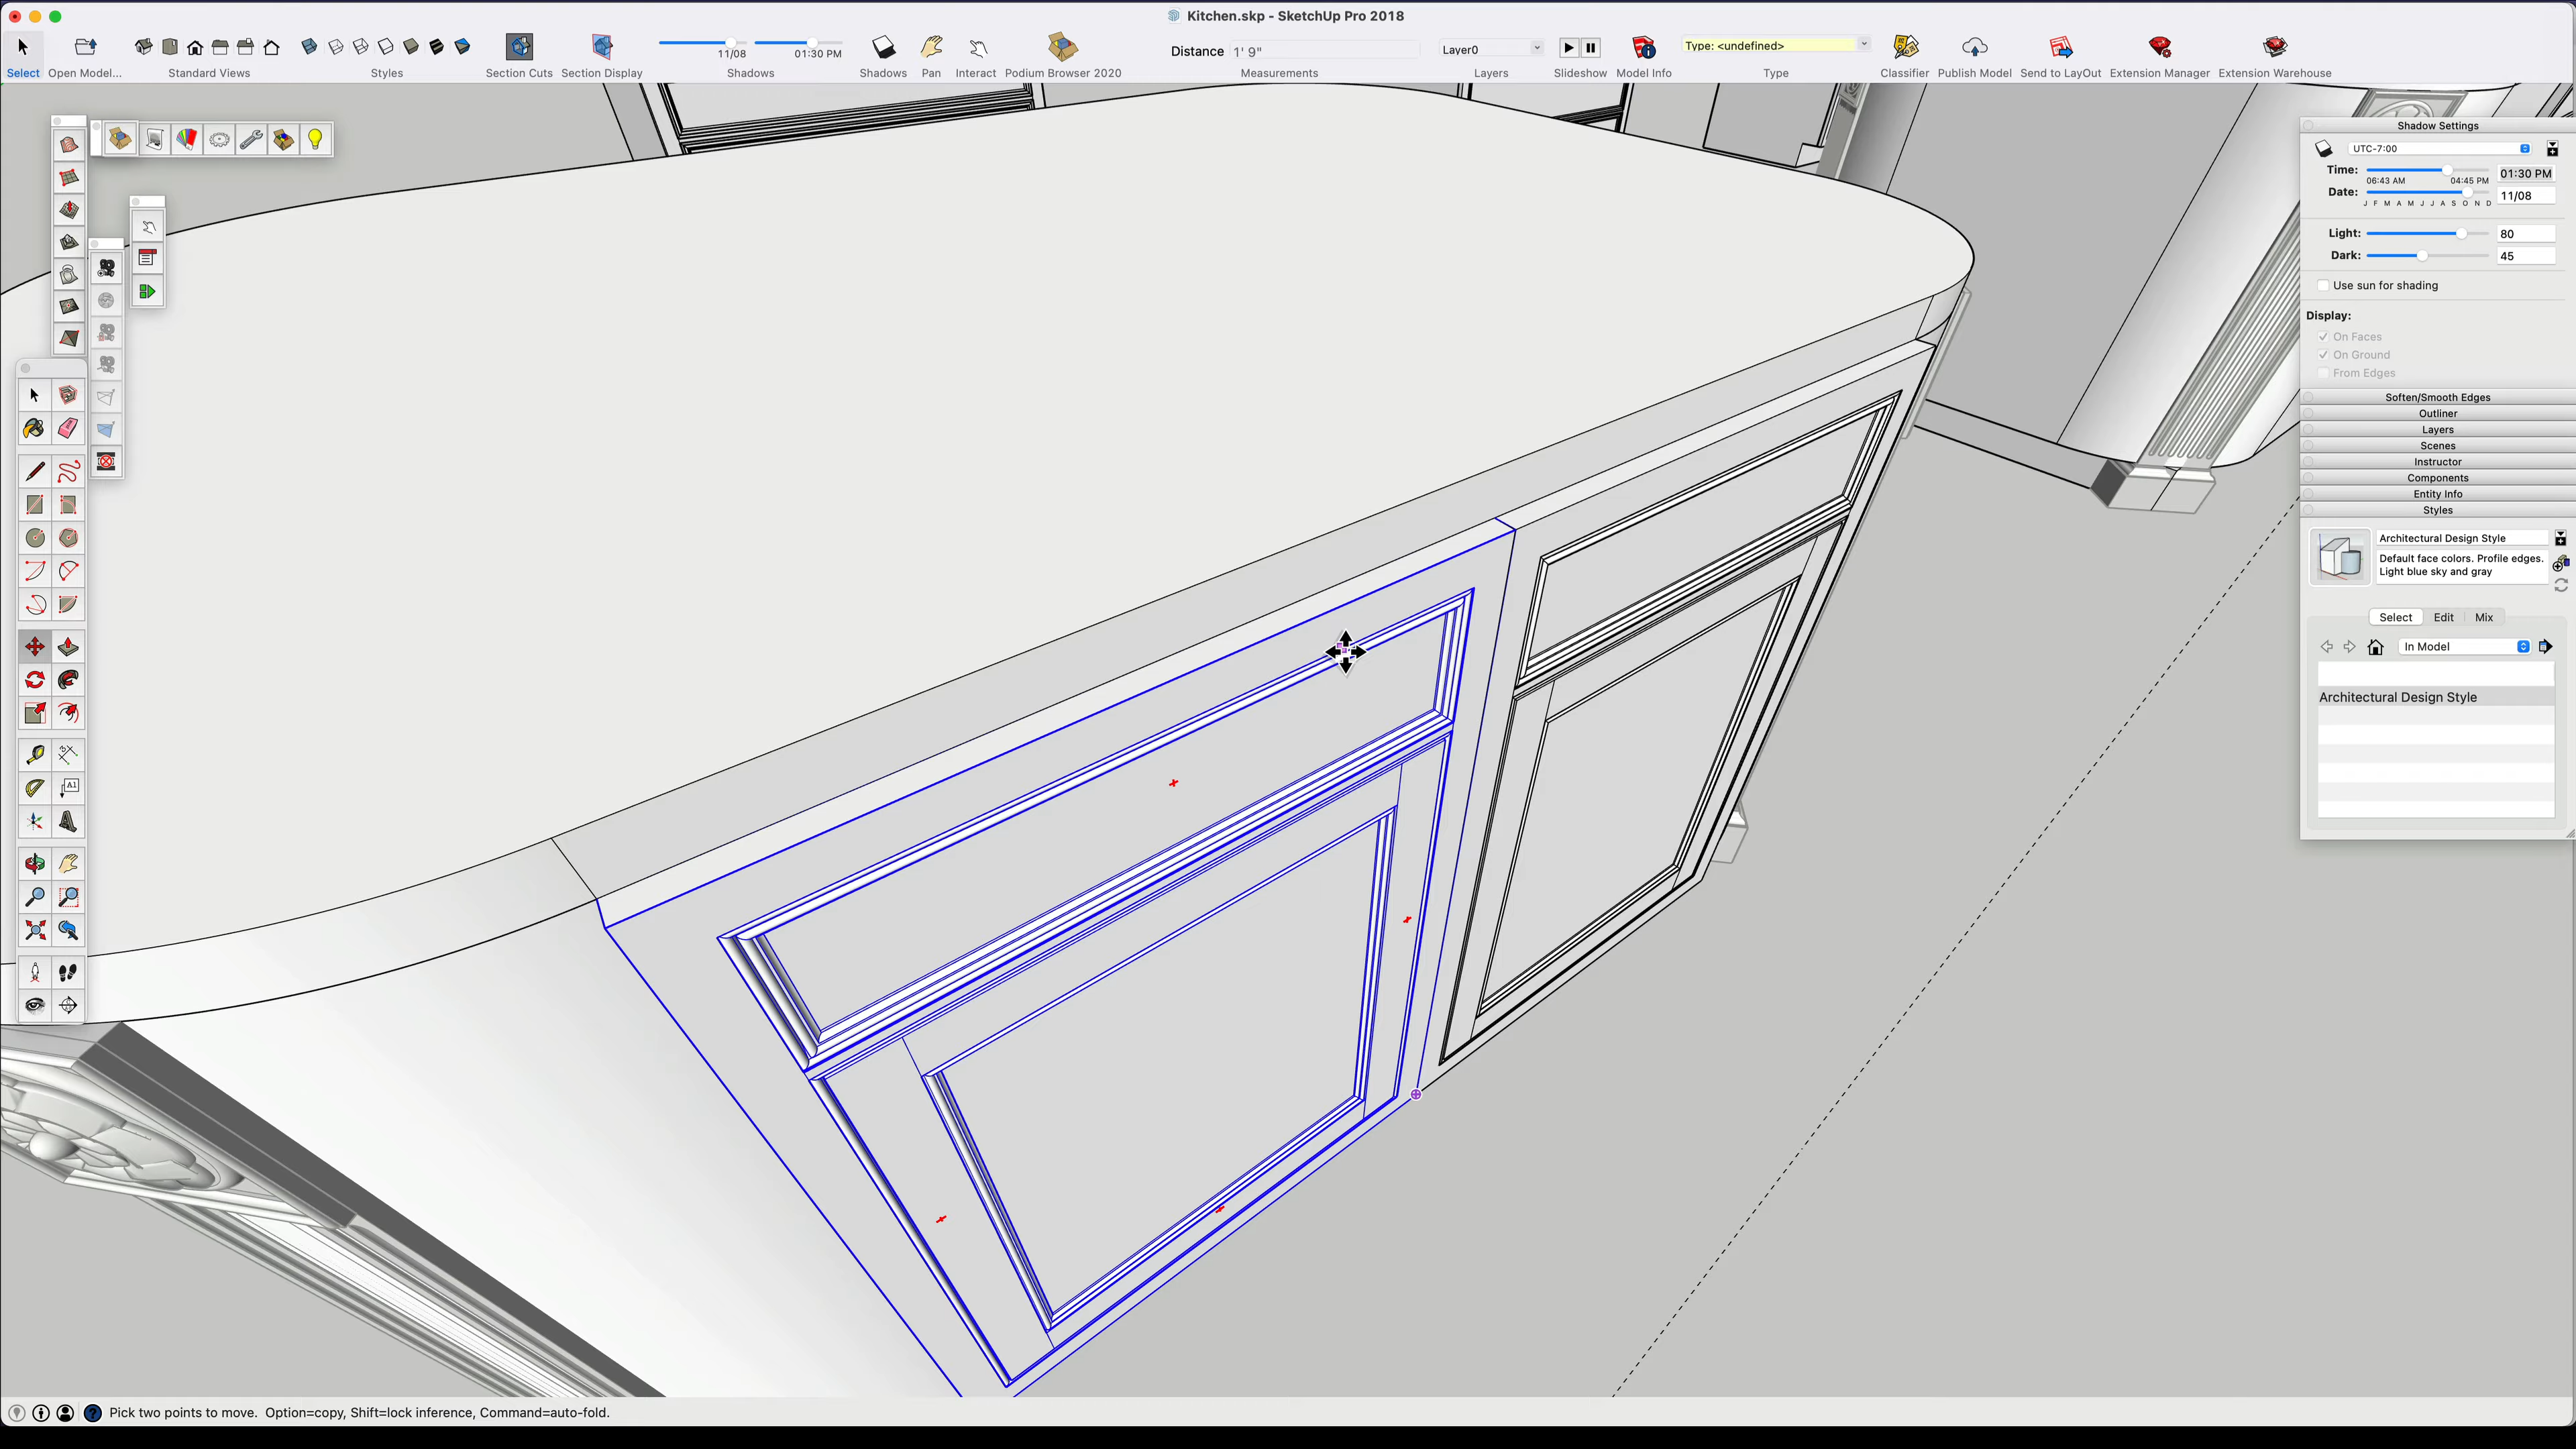 Kitchen.skp - SketchUp Pro 2018
Select
Open Model...
Standard Views
Styles
Section Cuts
Section Display
11/08
01:30 PM
Shadows
Shadows
Pan
Interact
Podium Browser 2020
Distance 1' 9"
Measurements
Layer0
Layers
Slideshow
Model Info
Type: <undefined>
Type
Classifier
Publish Model
Send to LayOut
Extension Manager
Extension Warehouse
Shadow Settings
UTC-7:00
Time:
06:43 AM 04:45 PM
01:30 PM
Date:
J F M A M J J A S O N D
11/08
Light:
80
Dark:
45
Use sun for shading
Display:
On Faces
On Ground
From Edges
Soften/Smooth Edges
Outliner
Layers
Scenes
Instructor
Components
Entity Info
Styles
Architectural Design Style
Default face colors. Profile edges.
Light blue sky and gray
Select Edit Mix
In Model
Architectural Design Style
A1
Pick two points to move. Option=copy, Shift=lock inference, Command=auto-fold.